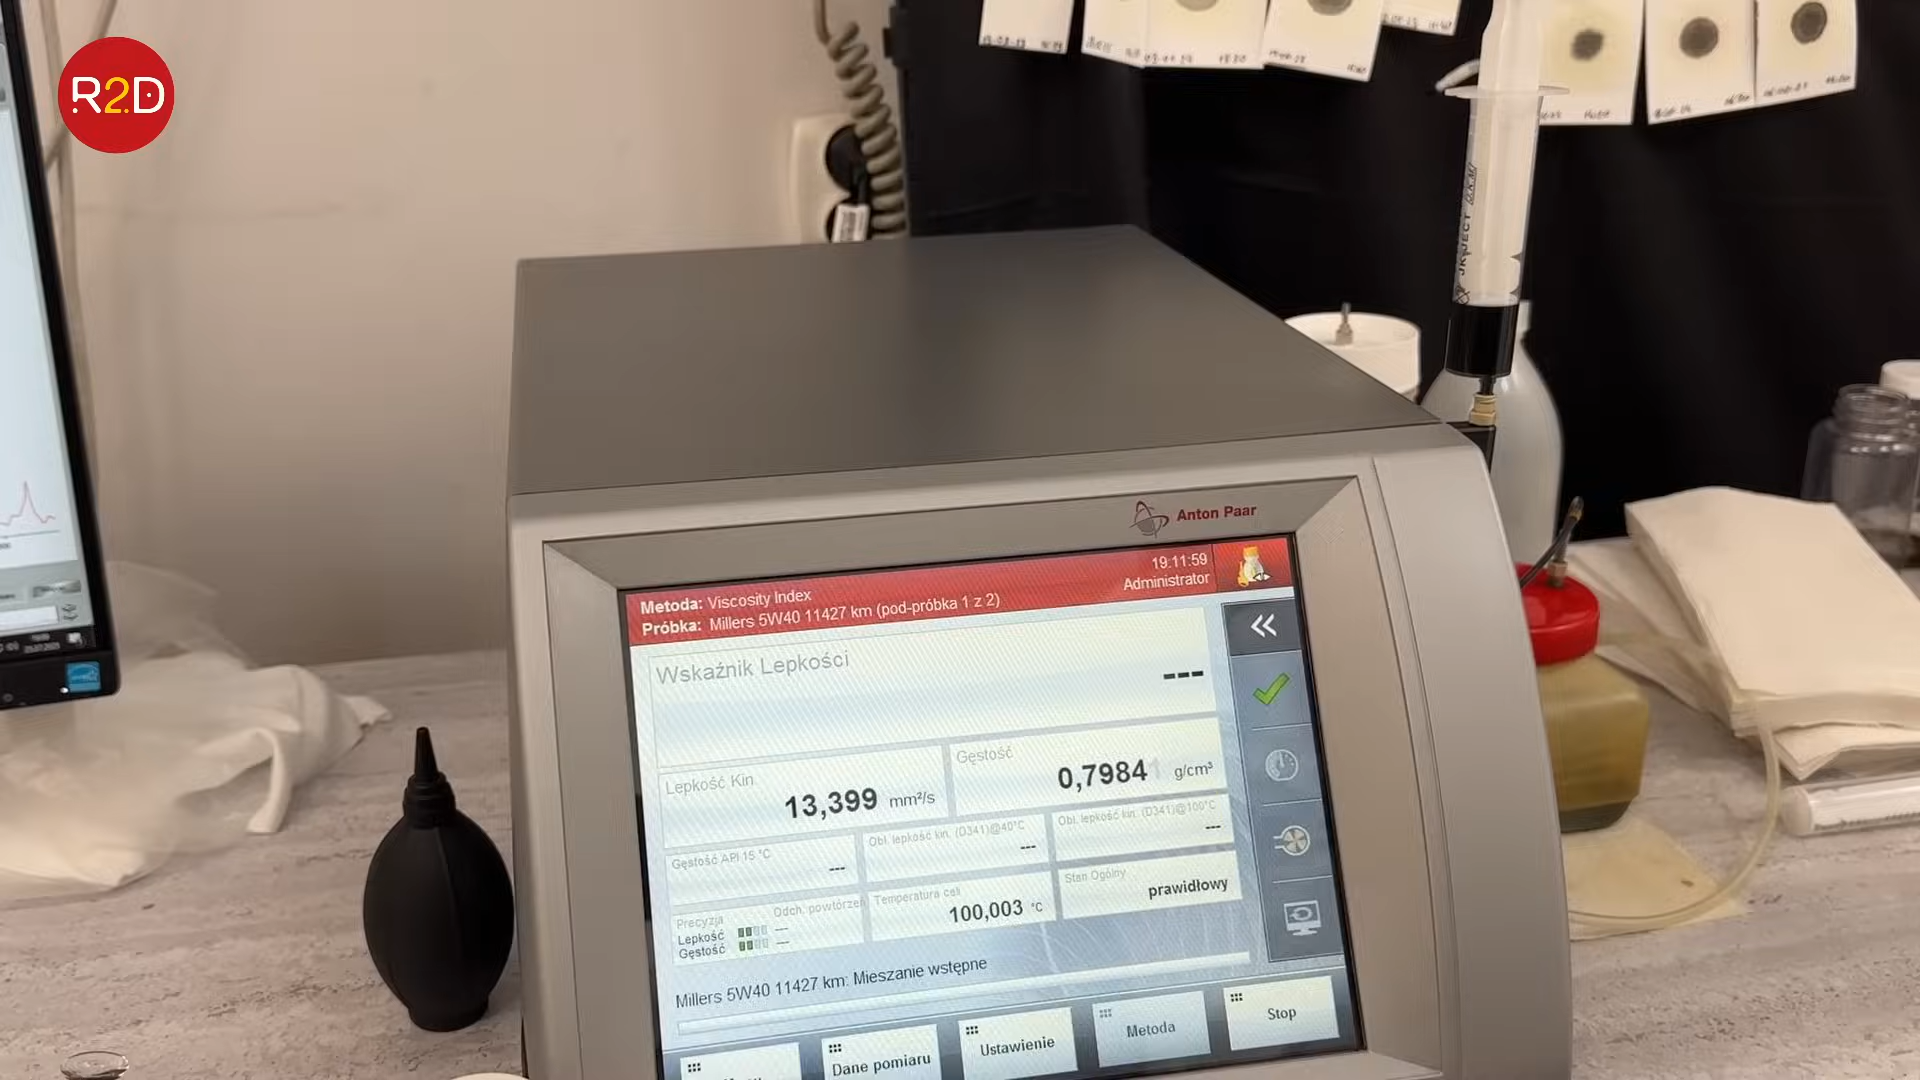 R2D
Anton Paar
Metoda: Viscosity Index
Próbka: Millers 5W40 11427 km (pod-próbka 1 z 2)
19:11:59
Administrator
Wskaźnik Lepkości
---
Lepkość Kin.
13,399 mm²/s
Gęstość
0,7984 g/cm³
Gęstość API 15 °C
---
Obl. lepkość kin. (D341)@40°C
---
Obl. lepkość kin. (D341)@100°C
---
Precyzja
Odch. powtórzeń
Lepkość ---
Gęstość ---
Temperatura celi
100,003 °C
Stan Ogólny
prawidłowy
Millers 5W40 11427 km: Mieszanie wstępne
Dane pomiaru
Ustawienie
Metoda
Stop